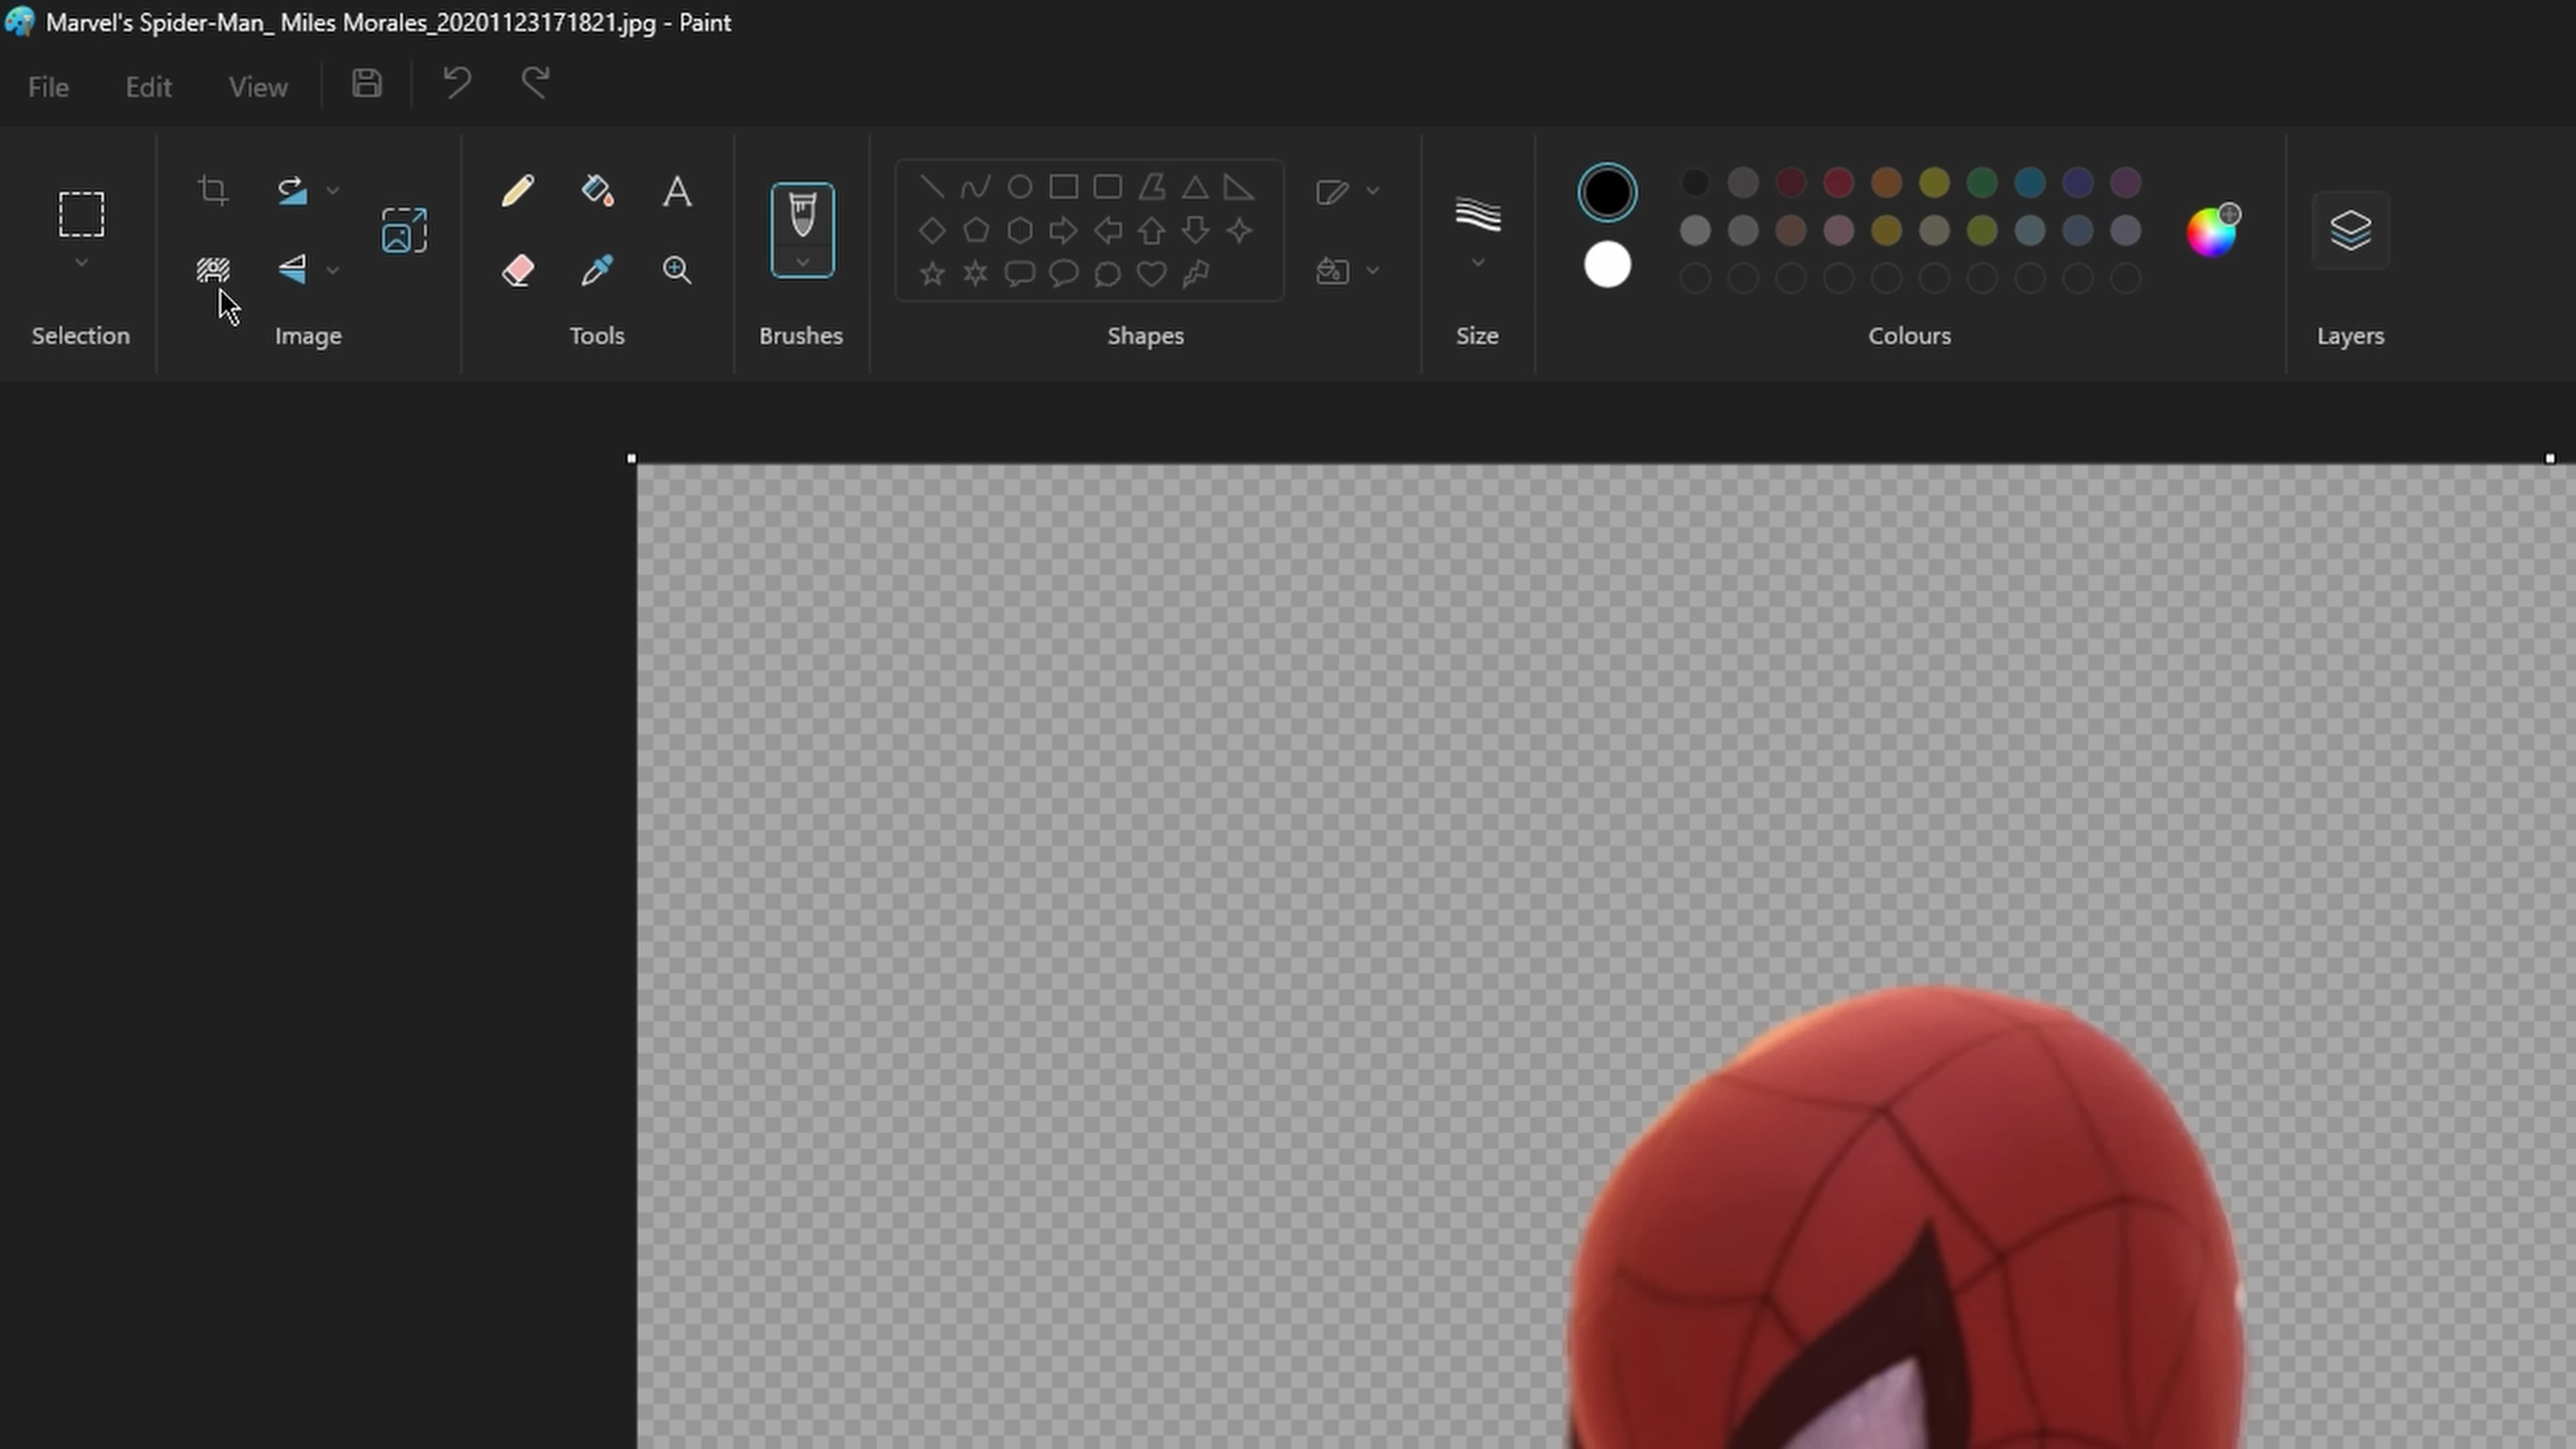 Marvel's Spider-Man_ Miles Morales_20201123171821.jpg - Paint
File Edit View
Selection Image Tools Brushes Shapes Size Colours Layers